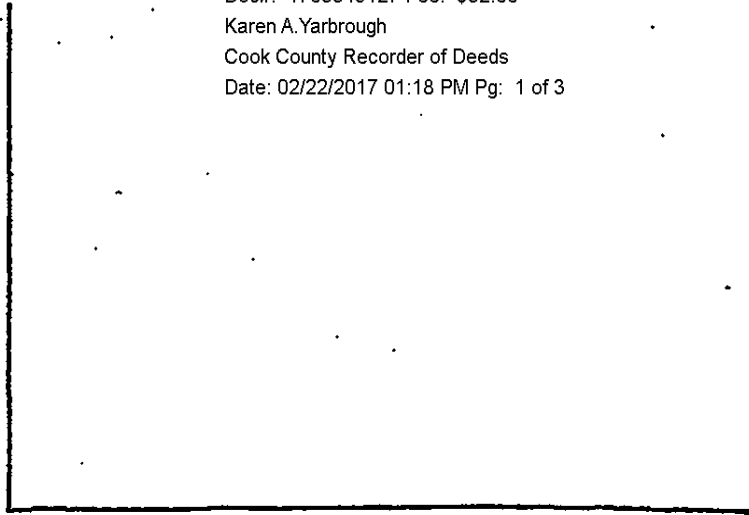 Karen A.Yarbrough
Cook County Recorder of Deeds
Date: 02/22/2017 01:18 PM Pg: 1 of 3